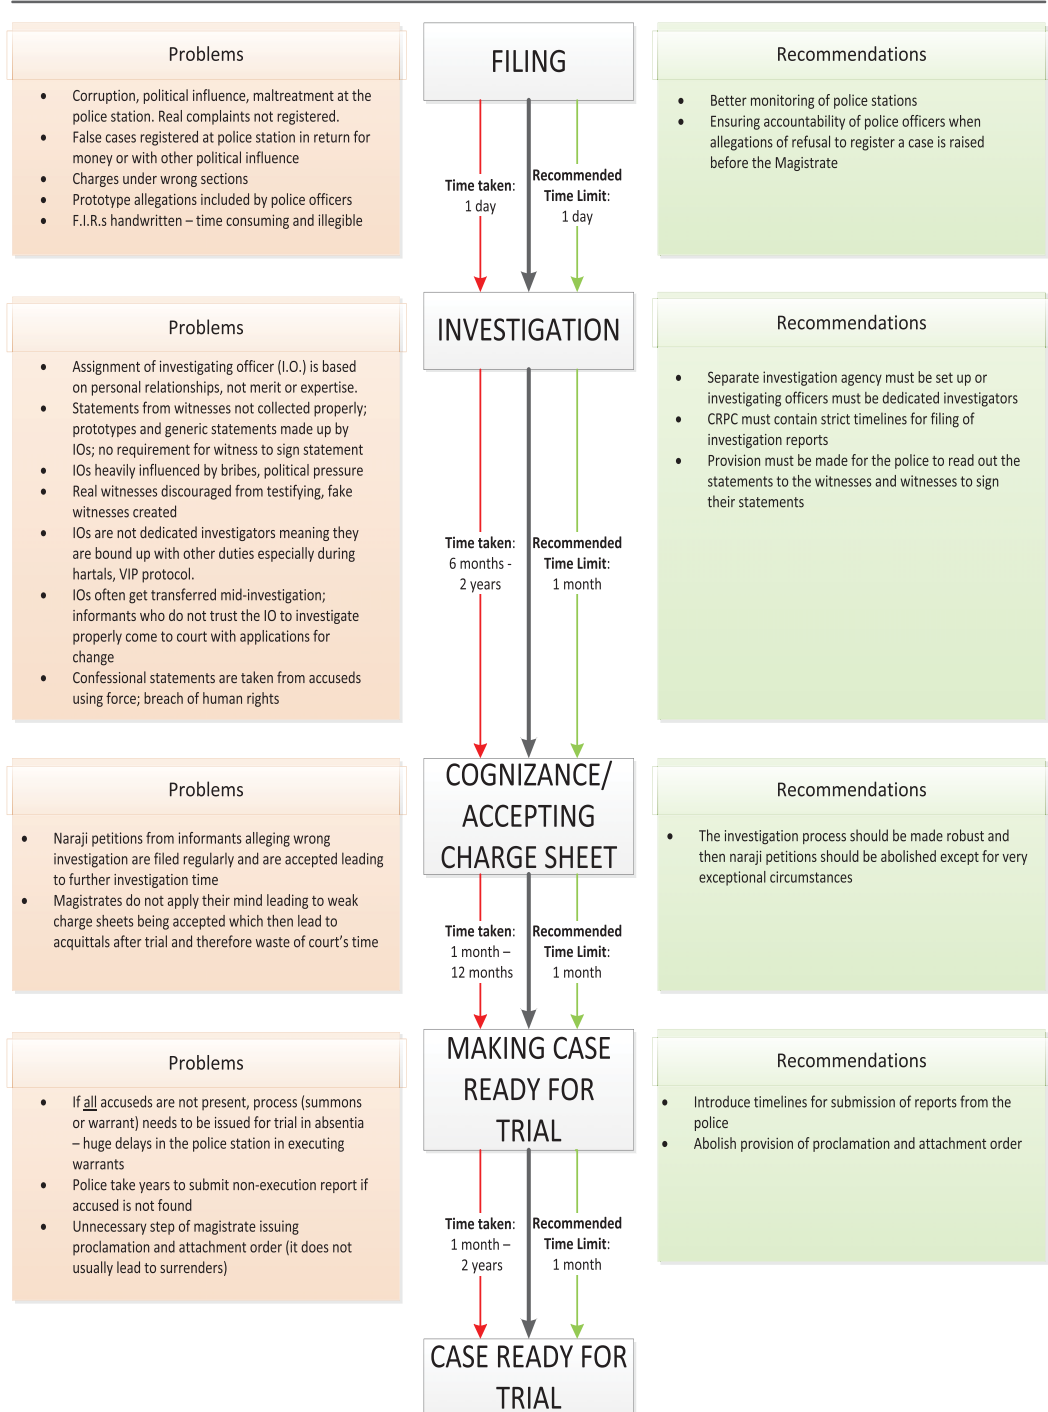 Problems
• Corruption, political influence, maltreatment at the
police station. Real complaints not registered.
• False cases registered at police station in return for
money or with other political influence
• Charges under wrong sections
• Prototype allegations included by police officers
• F.I.R.s handwritten – time consuming and illegible
FILING
Time taken:
1 day
Recommended
Time Limit:
1 day
Recommendations
• Better monitoring of police stations
• Ensuring accountability of police officers when
allegations of refusal to register a case is raised
before the Magistrate
Problems
• Assignment of investigating officer (I.O.) is based
on personal relationships, not merit or expertise.
• Statements from witnesses not collected properly;
prototypes and generic statements made up by
IOs; no requirement for witness to sign statement
• IOs heavily influenced by bribes, political pressure
• Real witnesses discouraged from testifying, fake
witnesses created
• IOs are not dedicated investigators meaning they
are bound up with other duties especially during
hartals, VIP protocol.
• IOs often get transferred mid-investigation;
informants who do not trust the IO to investigate
properly come to court with applications for
change
• Confessional statements are taken from accuseds
using force; breach of human rights
INVESTIGATION
Time taken:
6 months -
2 years
Recommended
Time Limit:
1 month
Recommendations
• Separate investigation agency must be set up or
investigating officers must be dedicated investigators
• CRPC must contain strict timelines for filing of
investigation reports
• Provision must be made for the police to read out the
statements to the witnesses and witnesses to sign
their statements
Problems
• Naraji petitions from informants alleging wrong
investigation are filed regularly and are accepted leading
to further investigation time
• Magistrates do not apply their mind leading to weak
charge sheets being accepted which then lead to
acquittals after trial and therefore waste of court's time
COGNIZANCE/
ACCEPTING
CHARGE SHEET
Time taken:
1 month –
12 months
Recommended
Time Limit:
1 month
Recommendations
• The investigation process should be made robust and
then naraji petitions should be abolished except for very
exceptional circumstances
Problems
• If all accuseds are not present, process (summons
or warrant) needs to be issued for trial in absentia
– huge delays in the police station in executing
warrants
• Police take years to submit non-execution report if
accused is not found
• Unnecessary step of magistrate issuing
proclamation and attachment order (it does not
usually lead to surrenders)
MAKING CASE
READY FOR
TRIAL
Time taken:
1 month –
2 years
Recommended
Time Limit:
1 month
Recommendations
• Introduce timelines for submission of reports from the
police
• Abolish provision of proclamation and attachment order
CASE READY FOR
TRIAL